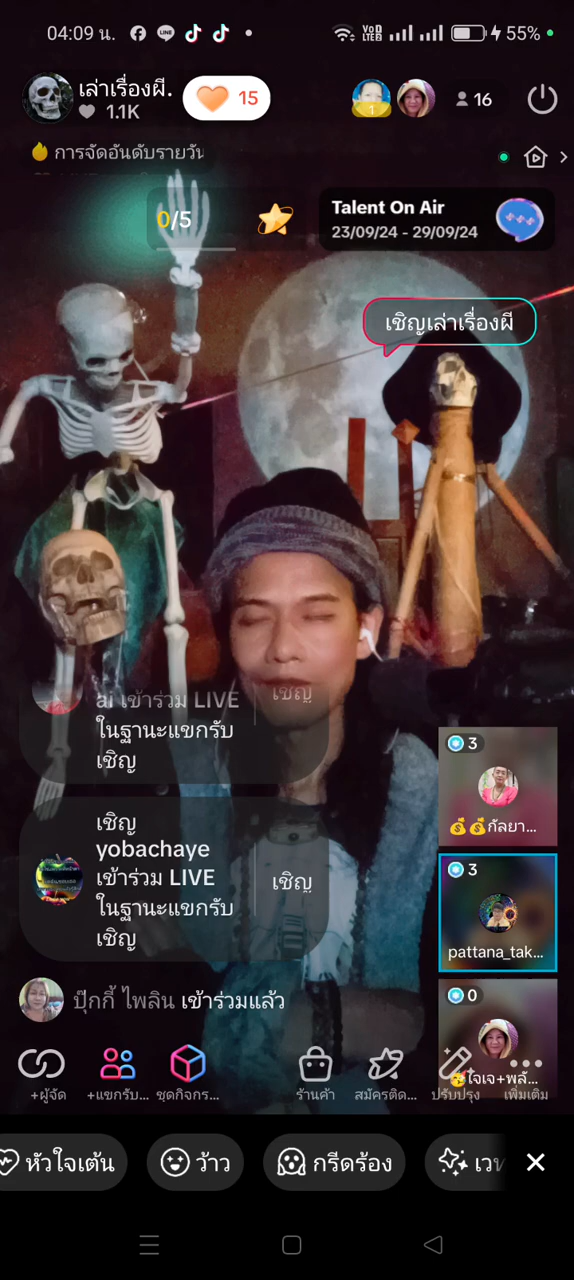 04:09 น.
55%
เล่าเรื่องผี.
1.1K
15
1
16
การจัดอันดับรายวัน
0/5
Talent On Air
23/09/24 - 29/09/24
เชิญเล่าเรื่องผี
ai เข้าร่วม LIVE
ในฐานะแขกรับ
เชิญ
เชิญ
เชิญ
yobachaye
เข้าร่วม LIVE
ในฐานะแขกรับ
เชิญ
เชิญ
3
💰💰กัลยา...
3
pattana_tak...
0
ใจเจ+พลั...
ปุ๊กกี้ ไพลิน เข้าร่วมแล้ว
+ผู้จัด
+แขกรับ...
ชุดกิจกร...
ร้านค้า
สมัครติด...
ปรับปรุง
เพิ่มเติม
หัวใจเต้น
ว้าว
กรีดร้อง